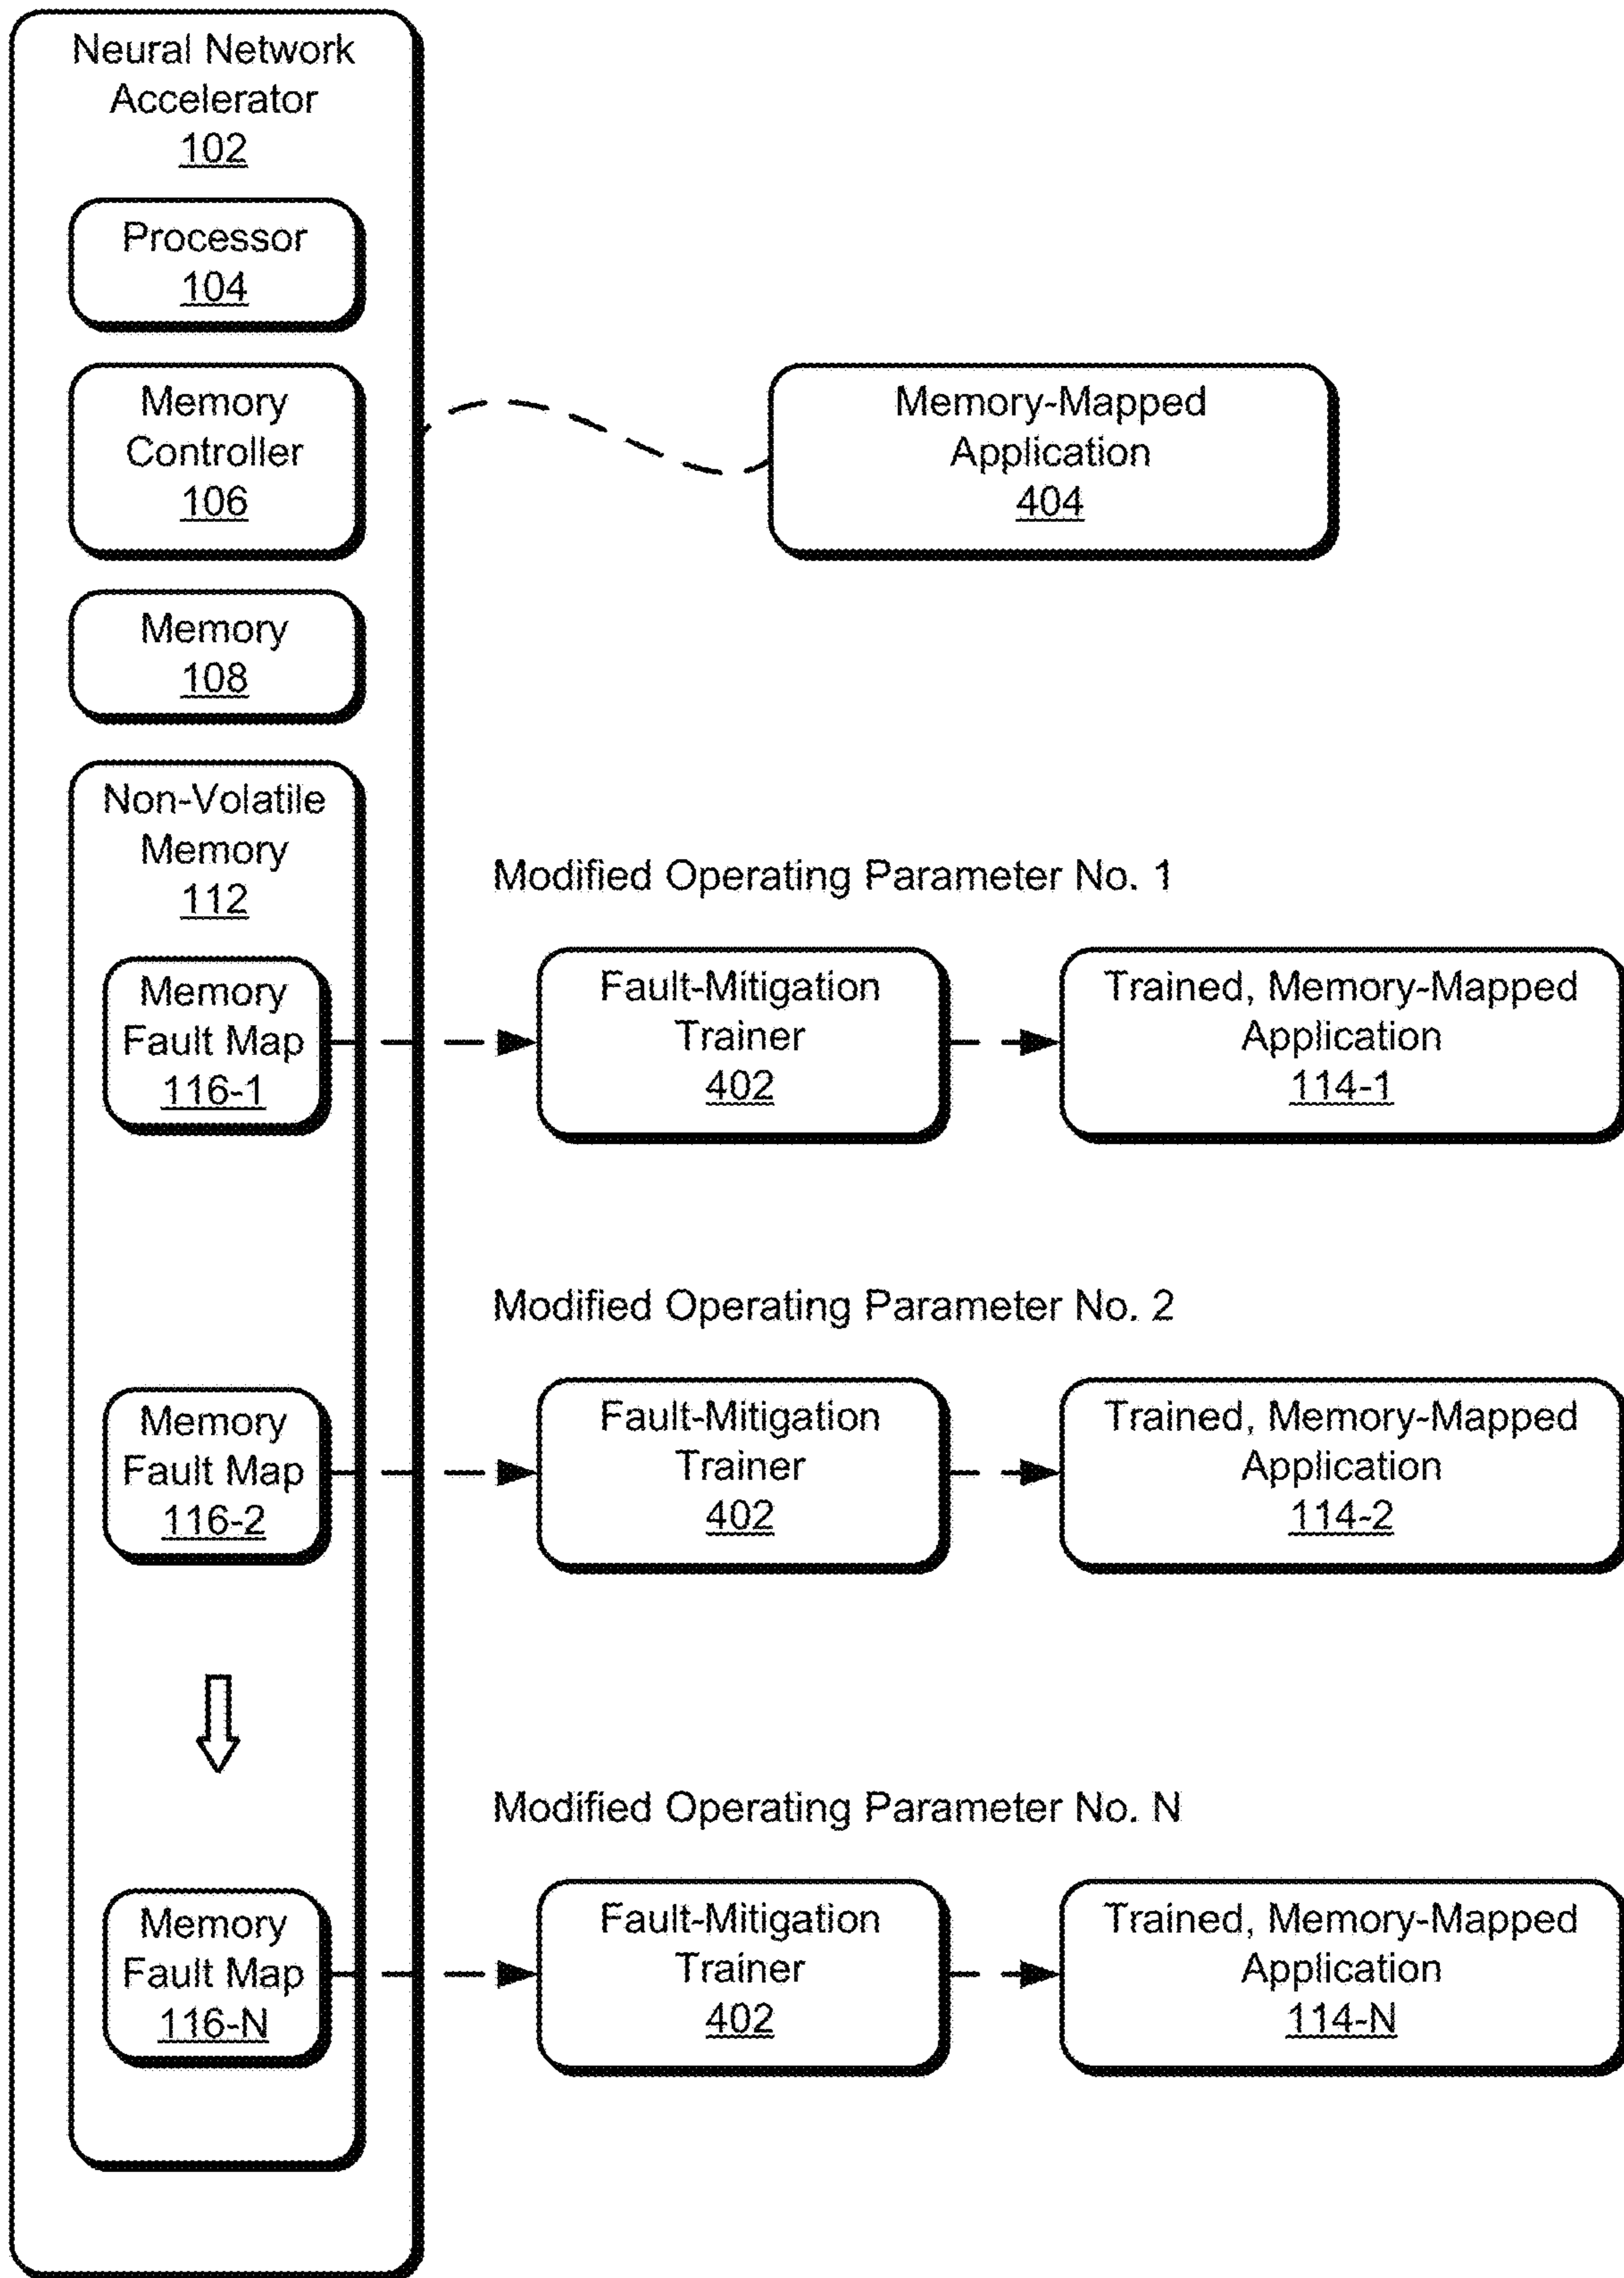 Neural Network
Accelerator
102
Processor
104
Memory
Controller
106
Memory-Mapped
Application
404
Memory
108
Non-Volatile
Memory
112
Modified Operating Parameter No. 1
Memory
Fault Map
116-1
Fault-Mitigation
Trainer
402
Trained, Memory-Mapped
Application
114-1
Modified Operating Parameter No. 2
Memory
Fault Map
116-2
Fault-Mitigation
Trainer
402
Trained, Memory-Mapped
Application
114-2
Modified Operating Parameter No. N
Memory
Fault Map
116-N
Fault-Mitigation
Trainer
402
Trained, Memory-Mapped
Application
114-N